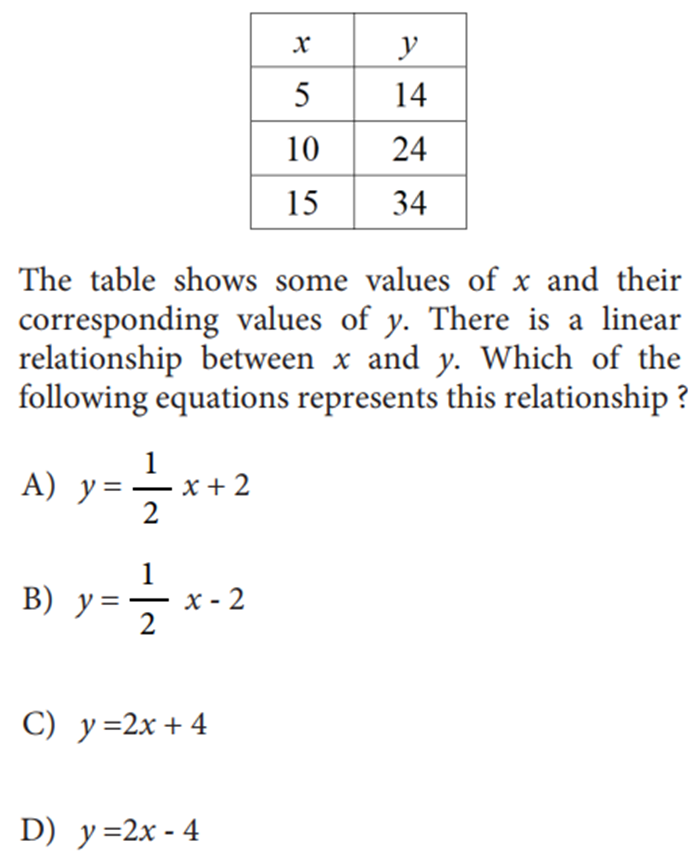 x y
5 14
10 24
15 34
The table shows some values of x and their
corresponding values of y. There is a linear
relationship between x and y. Which of the
following equations represents this relationship ?
A) y = 1/2 x + 2
B) y = 1/2 x - 2
C) y =2x + 4
D) y =2x - 4